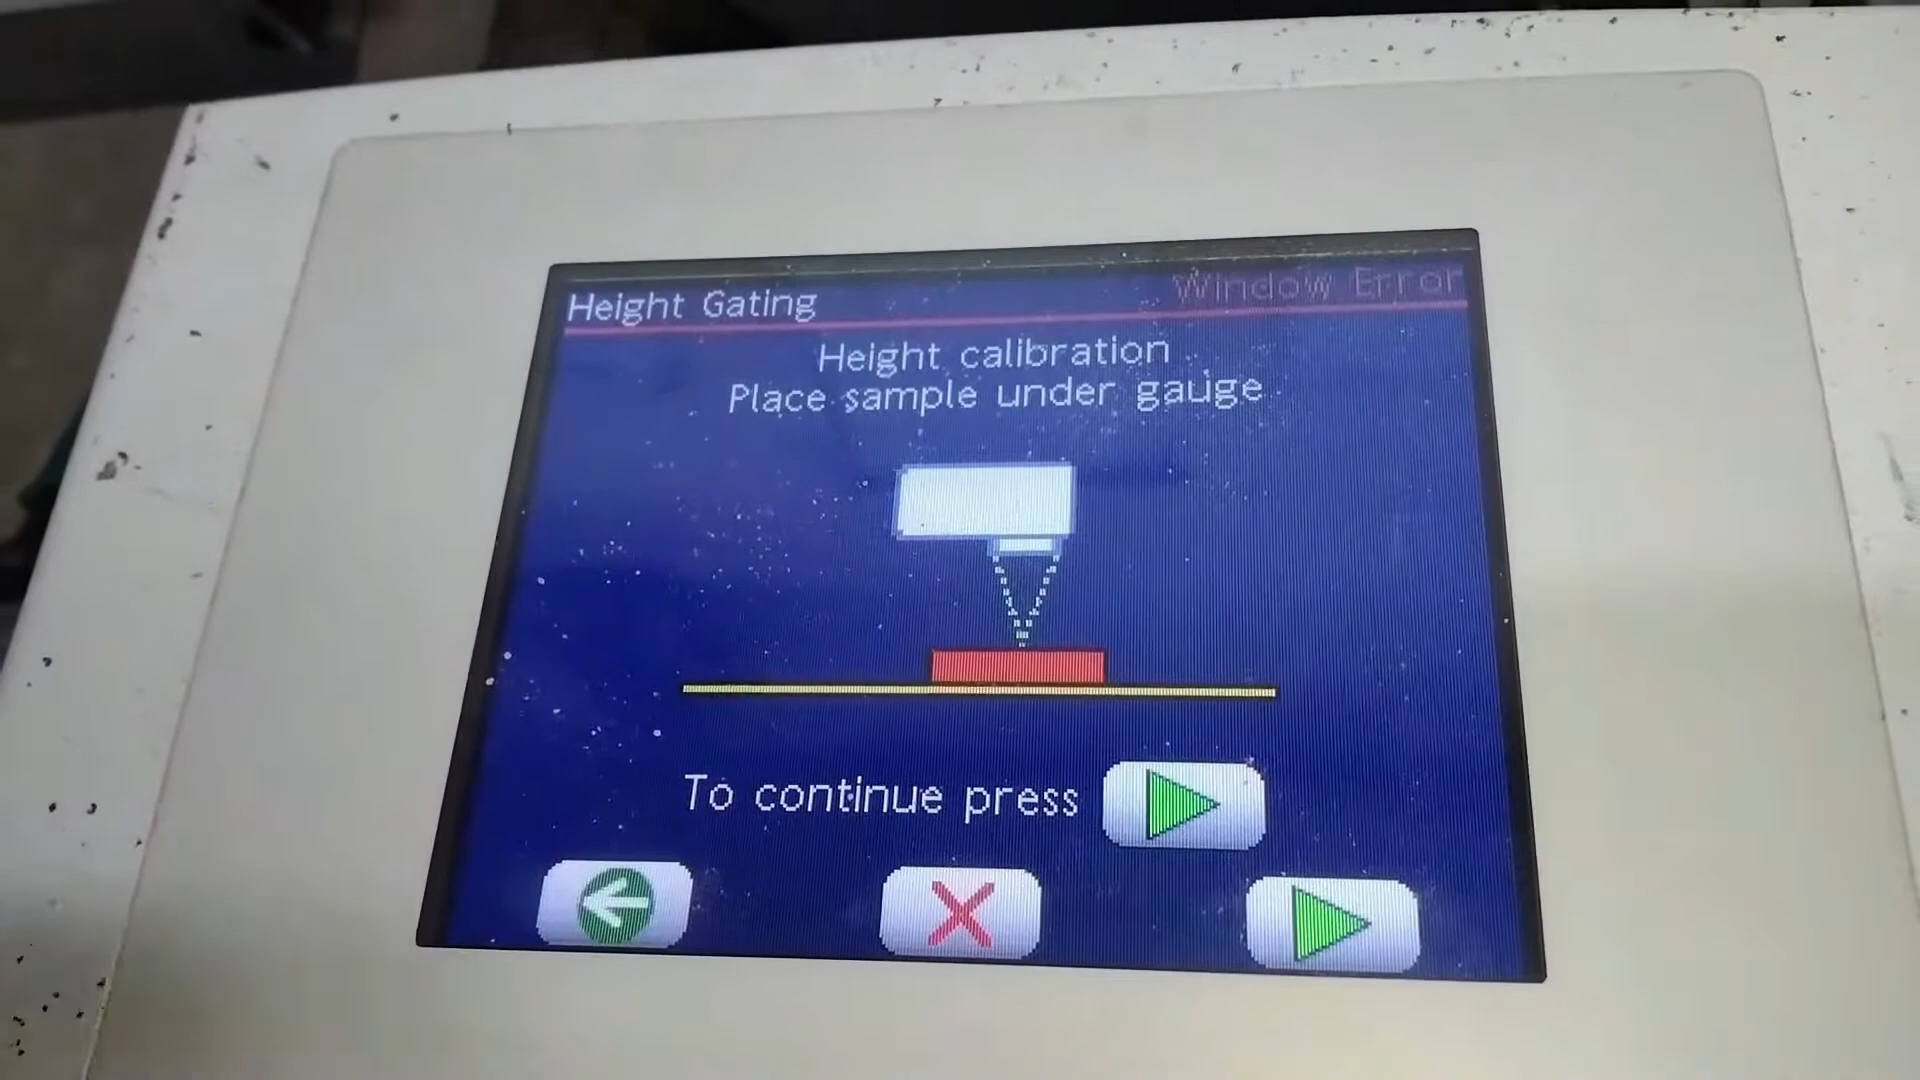 Height Gating
Window Error
Height calibration
Place sample under gauge
To continue press